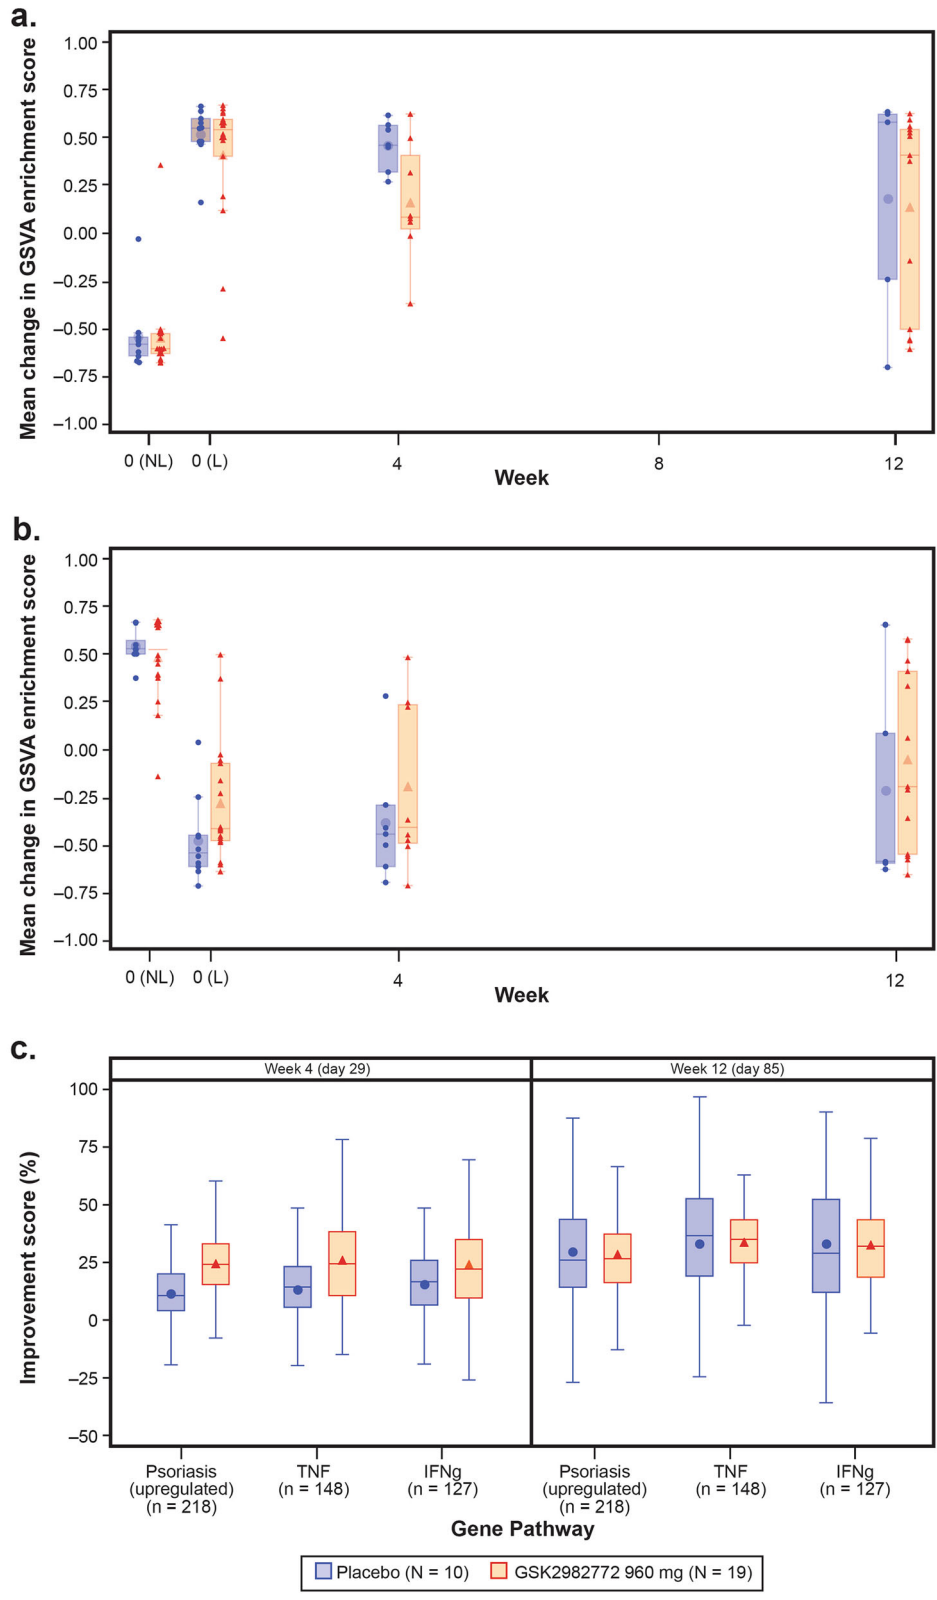 a.
Mean change in GSVA enrichment score
1.00
0.75
0.50
0.25
0.00
–0.25
–0.50
–0.75
–1.00
0 (NL) 0 (L) 4 8 12
Week
b.
Mean change in GSVA enrichment score
1.00
0.75
0.50
0.25
0.00
–0.25
–0.50
–0.75
–1.00
0 (NL) 0 (L) 4 12
Week
c.
Week 4 (day 29) Week 12 (day 85)
Improvement score (%)
100
75
50
25
0
–25
–50
Psoriasis TNF IFNg Psoriasis TNF IFNg
(upregulated) (n = 148) (n = 127) (upregulated) (n = 148) (n = 127)
(n = 218) (n = 218)
Gene Pathway
Placebo (N = 10) GSK2982772 960 mg (N = 19)